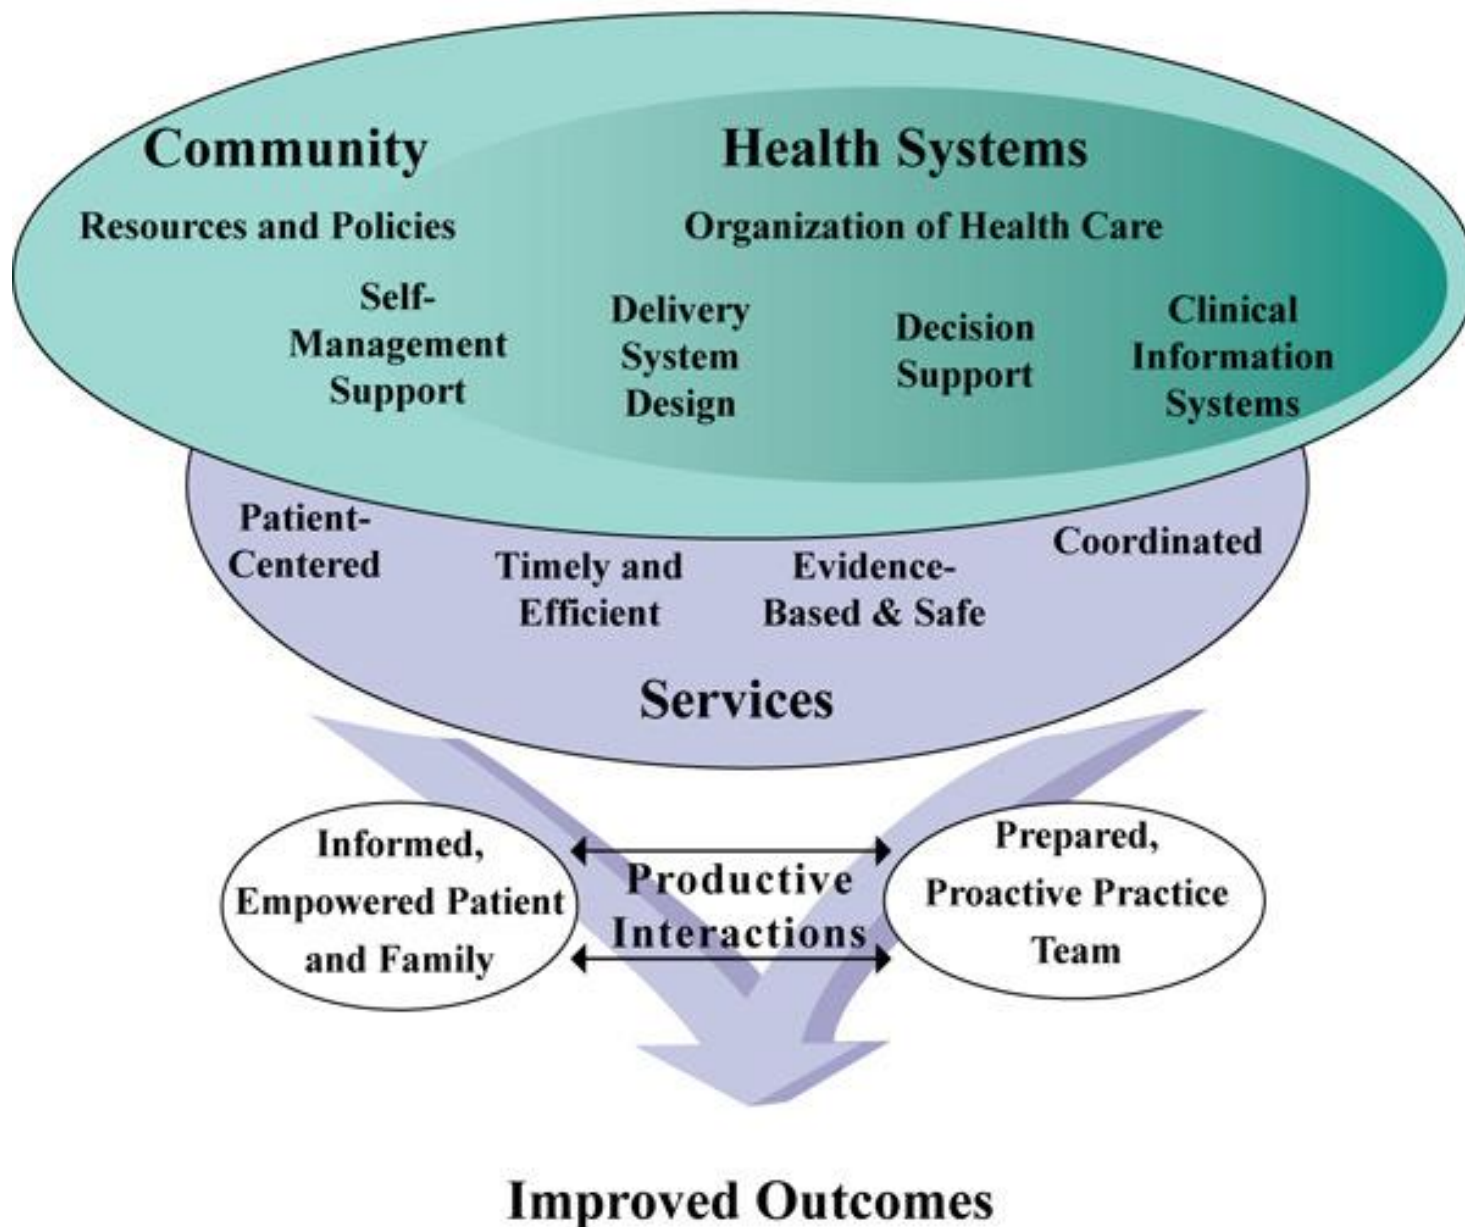 Community
Resources and Policies
Health Systems
Organization of Health Care
Self-
Management
Support
Delivery
System
Design
Decision
Support
Clinical
Information
Systems
Patient-
Centered
Timely and
Efficient
Evidence-
Based & Safe
Coordinated
Services
Informed,
Empowered Patient
and Family
Productive
Interactions
Prepared,
Proactive Practice
Team
Improved Outcomes